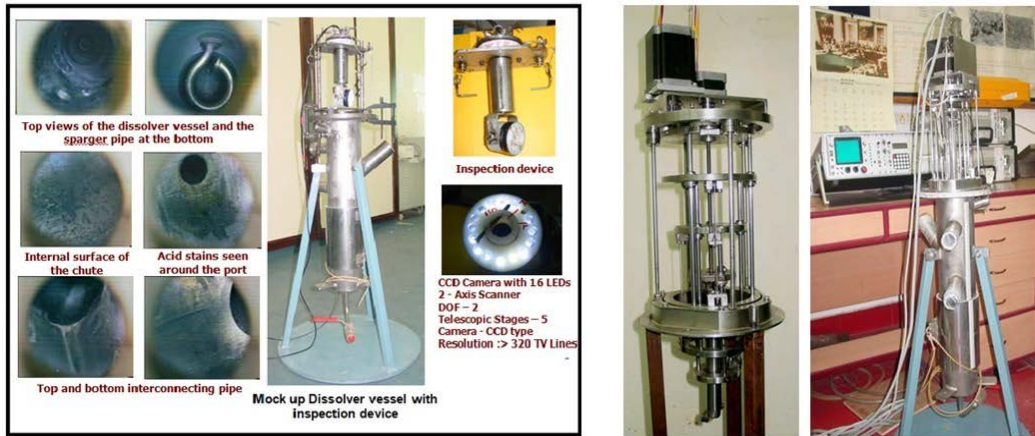 Top views of the dissolver vessel and the
sparger pipe at the bottom
Internal surface of
the chute
Acid stains seen
around the port
Top and bottom interconnecting pipe
Mock up Dissolver vessel with
inspection device
Inspection device
CCD Camera with 16 LEDs
2 - Axis Scanner
DOF – 2
Telescopic Stages – 5
Camera - CCD type
Resolution :> 320 TV Lines